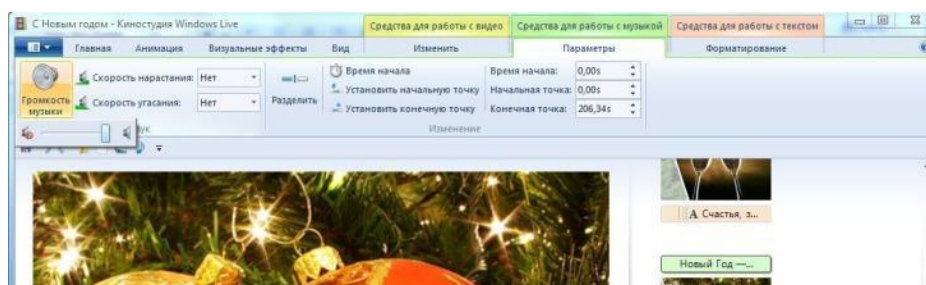 С Новым годом - Киностудия Windows Live
Средства для работы с видео
Средства для работы с музыкой
Средства для работы с текстом
Главная
Анимация
Визуальные эффекты
Вид
Изменить
Параметры
Форматирование
Громкость музыки
Скорость нарастания: Нет
Скорость угасания: Нет
Разделить
Время начала
Установить начальную точку
Установить конечную точку
Время начала: 0,00s
Начальная точка: 0,00s
Конечная точка: 206,34s
Изменение
A Счастья, з...
Новый Год —...